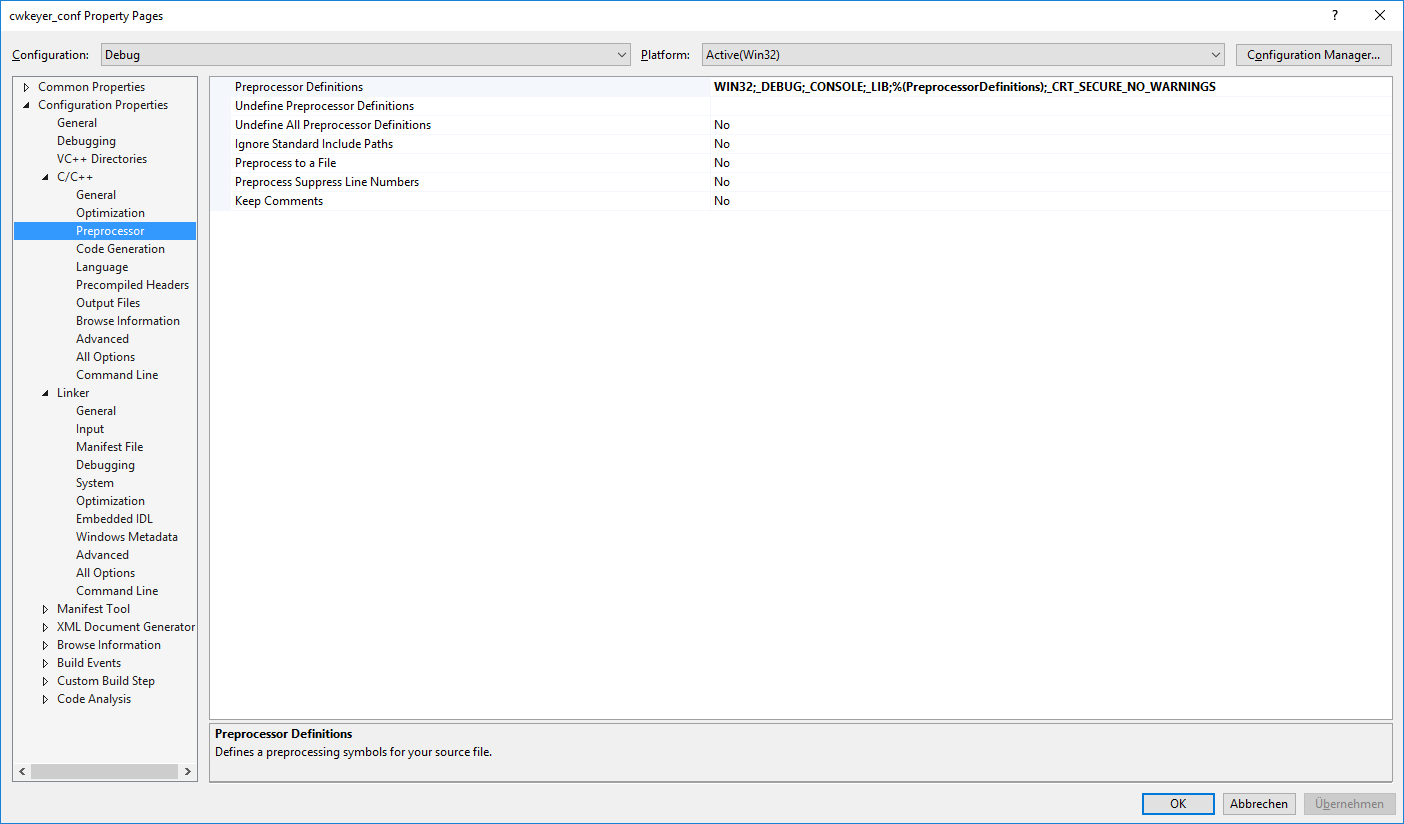 cwkeyer_conf Property Pages
?
Configuration: Debug Platform: Active(Win32) Configuration Manager...
Common Properties
Configuration Properties
General
Debugging
VC++ Directories
C/C++
General
Optimization
Preprocessor
Code Generation
Language
Precompiled Headers
Output Files
Browse Information
Advanced
All Options
Command Line
Linker
General
Input
Manifest File
Debugging
System
Optimization
Embedded IDL
Windows Metadata
Advanced
All Options
Command Line
Manifest Tool
XML Document Generator
Browse Information
Build Events
Custom Build Step
Code Analysis
Preprocessor Definitions WIN32;_DEBUG;_CONSOLE;_LIB;%(PreprocessorDefinitions);_CRT_SECURE_NO_WARNINGS
Undefine Preprocessor Definitions
Undefine All Preprocessor Definitions No
Ignore Standard Include Paths No
Preprocess to a File No
Preprocess Suppress Line Numbers No
Keep Comments No
Preprocessor Definitions
Defines a preprocessing symbols for your source file.
OK Abbrechen Übernehmen